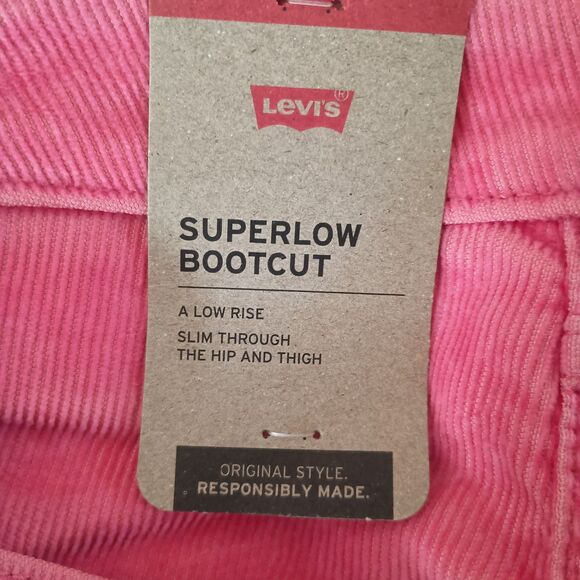 Levi's ®
SUPERLOW
BOOTCUT
A LOW RISE
SLIM THROUGH
THE HIP AND THIGH
ORIGINAL STYLE.
RESPONSIBLY MADE.